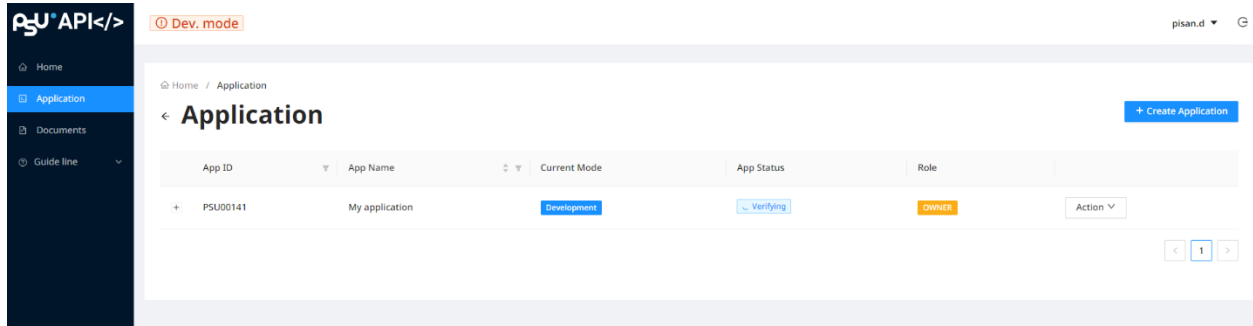 PSU API</>
Dev. mode
pisan.d
Home
Application
Documents
Guide line
Home / Application
Application
+ Create Application
App ID App Name Current Mode App Status Role
+ PSU00141 My application Development Verifying OWNER Action
< 1 >